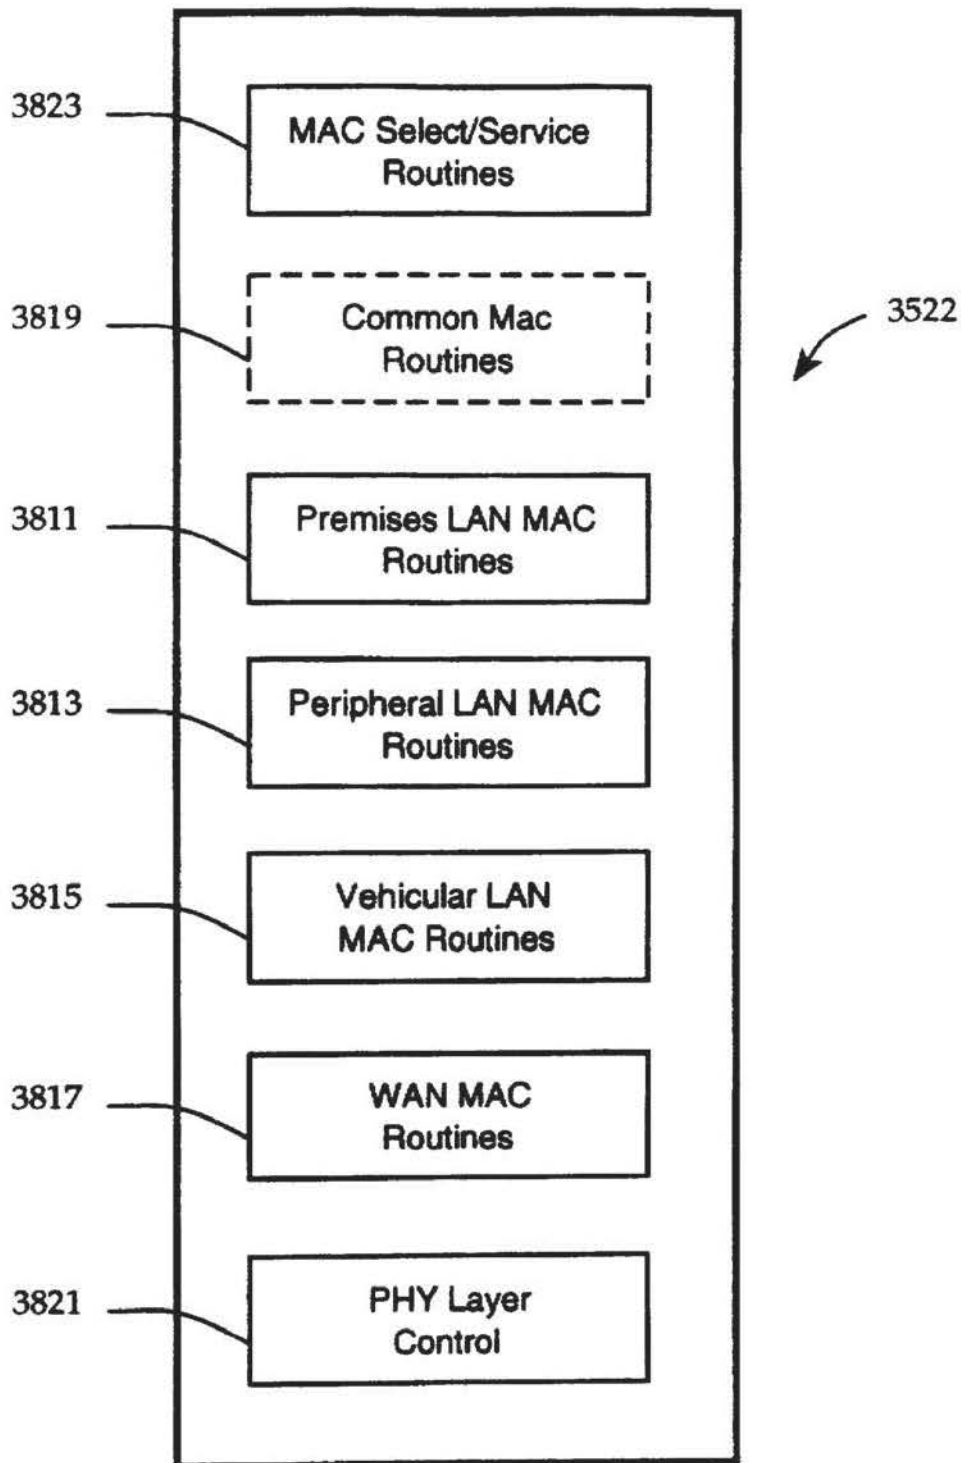 3823
MAC Select/Service
Routines
3819
Common Mac
Routines
3522
3811
Premises LAN MAC
Routines
3813
Peripheral LAN MAC
Routines
3815
Vehicular LAN
MAC Routines
3817
WAN MAC
Routines
3821
PHY Layer
Control